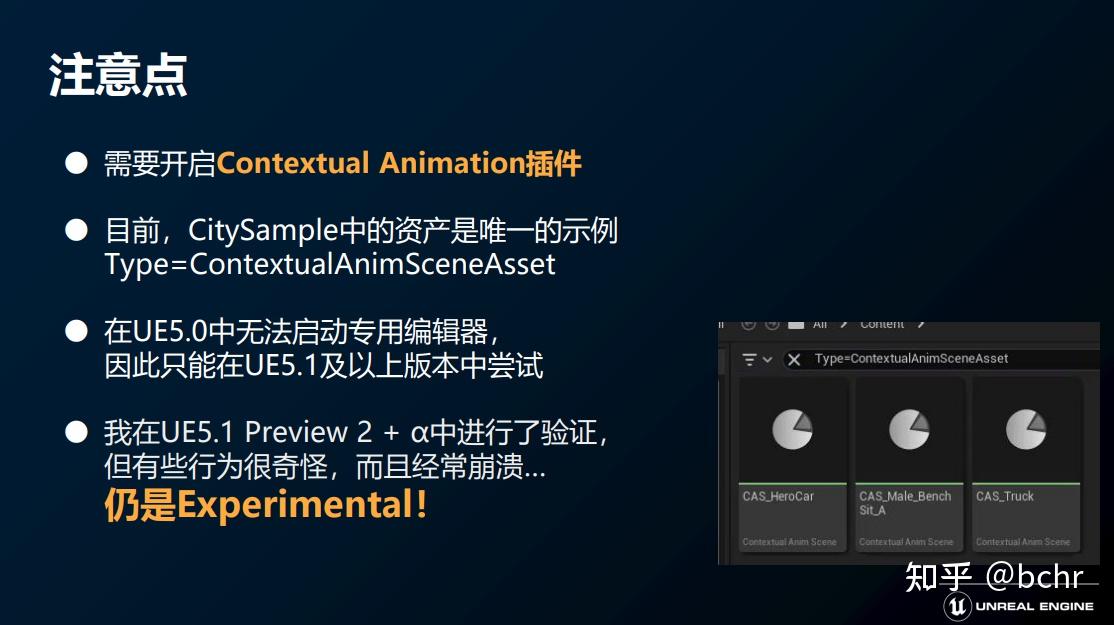 注意点
● 需要开启Contextual Animation插件
● 目前，CitySample中的资产是唯一的示例
Type=ContextualAnimSceneAsset
● 在UE5.0中无法启动专用编辑器，
因此只能在UE5.1及以上版本中尝试
● 我在UE5.1 Preview 2 + α中进行了验证，
但有些行为很奇怪，而且经常崩溃...
仍是Experimental！
All > Content >
Type=ContextualAnimSceneAsset
CAS_HeroCar
Contextual Anim Scene
CAS_Male_Bench
Sit_A
Contextual Anim Scene
CAS_Truck
Contextual Anim Scene
知乎 @bchr
UNREAL ENGINE